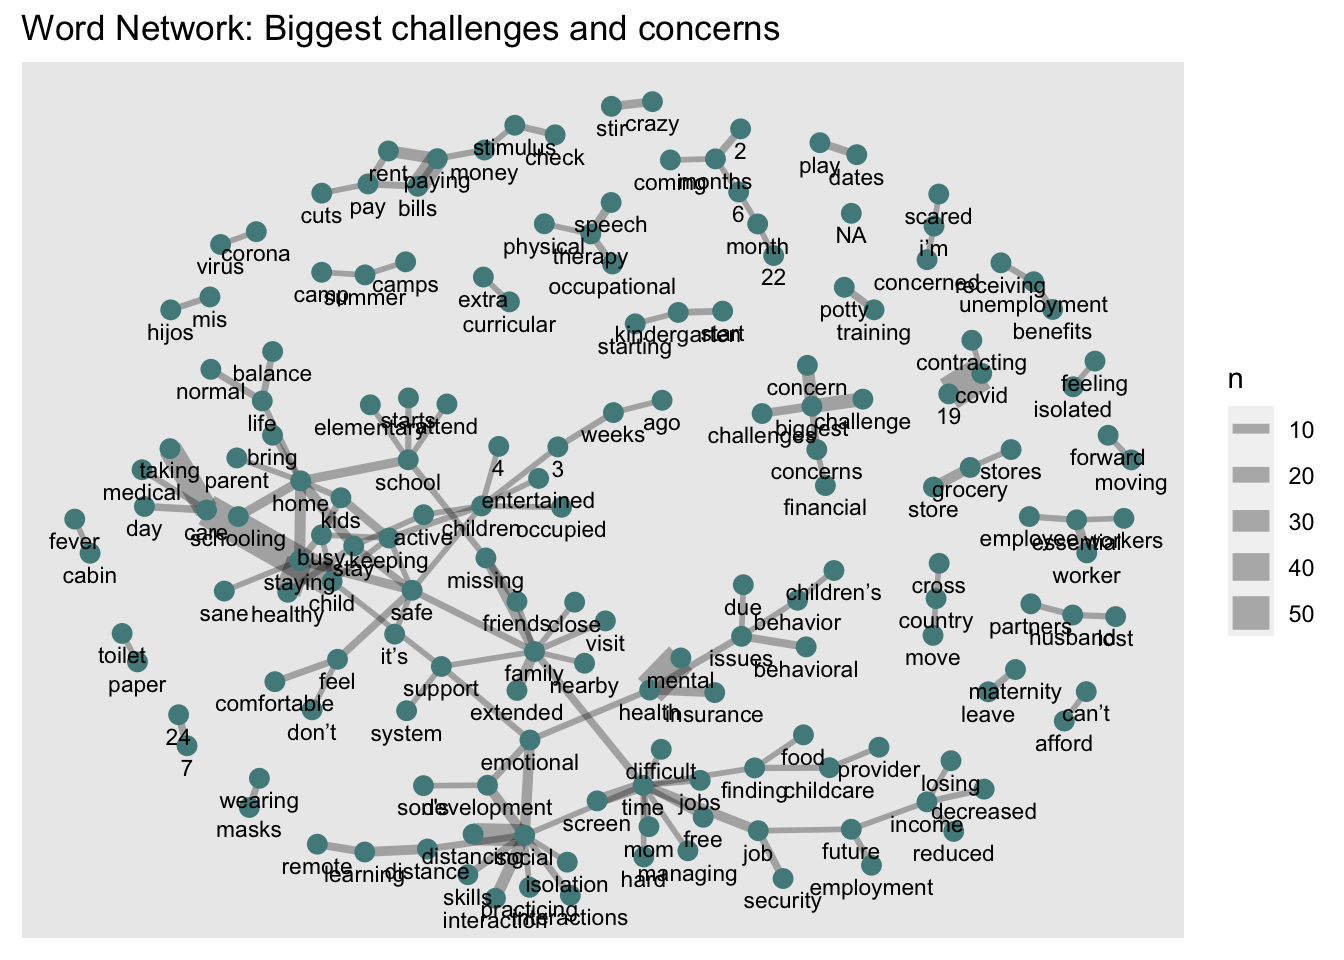 Word Network: Biggest challenges and concerns
stir
crazy
stimulus
check
2
rent
paying
money
coming
months
play
dates
cuts
pay
bills
6
scared
speech
NA
physical
therapy
month
i'm
virus
corona
22
concerned
camp
summer
camps
occupational
receiving
extra
curricular
unemployment
hijos
mis
potty
training
benefits
kindergarten
start
starting
contracting
balance
normal
concern
covid
19
feeling
isolated
life
elementary
starts
attend
weeks
ago
challenges
biggest
challenge
bring
4
3
concerns
forward
taking
parent
school
grocery
stores
moving
medical
home
entertained
financial
store
day
care
schooling
kids
active
children
occupied
employee
essential
workers
fever
cabin
busy
keeping
stay
missing
worker
staying
cross
sane
healthy
child
safe
due
children's
friends
close
behavior
country
partners
husband
lost
visit
toilet
paper
it's
family
issues
behavioral
move
feel
support
nearby
mental
maternity
comfortable
extended
health
insurance
leave
can't
don't
system
afford
24
7
emotional
food
difficult
provider
wearing
masks
son's
development
time
jobs
finding
childcare
losing
decreased
screen
income
free
mom
remote
learning
distance
distancing
social
hard
managing
job
future
reduced
isolation
employment
skills
security
practicing
interaction
interactions
n
10
20
30
40
50